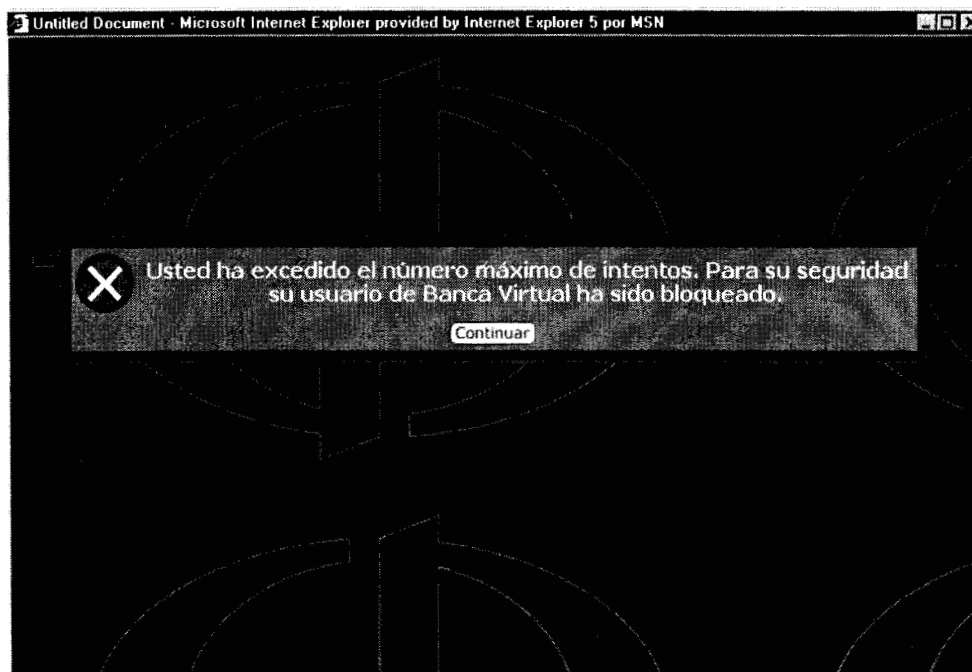 Untitled Document - Microsoft Internet Explorer provided by Internet Explorer 5 por MSN
Usted ha excedido el número máximo de intentos. Para su seguridad
su usuario de Banca Virtual ha sido bloqueado.
Continuar